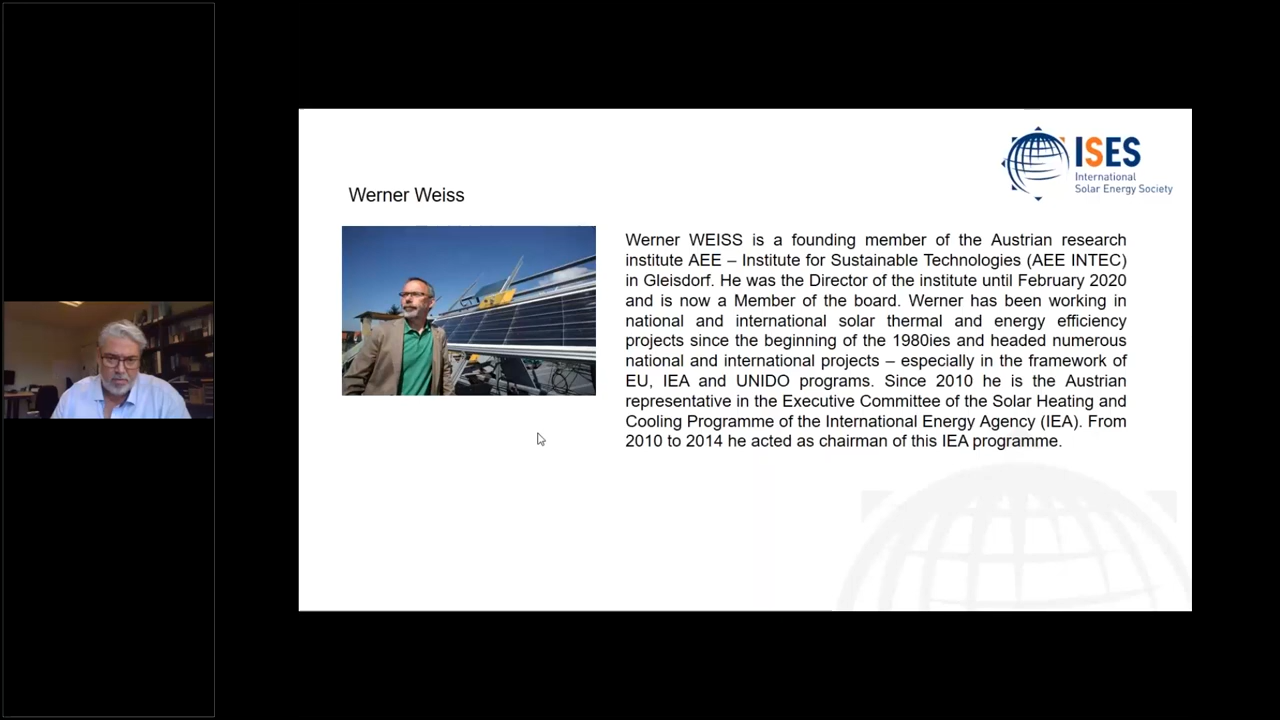 ISES
International
Solar Energy Society
Werner Weiss
Werner WEISS is a founding member of the Austrian research
institute AEE – Institute for Sustainable Technologies (AEE INTEC)
in Gleisdorf. He was the Director of the institute until February 2020
and is now a Member of the board. Werner has been working in
national and international solar thermal and energy efficiency
projects since the beginning of the 1980ies and headed numerous
national and international projects – especially in the framework of
EU, IEA and UNIDO programs. Since 2010 he is the Austrian
representative in the Executive Committee of the Solar Heating and
Cooling Programme of the International Energy Agency (IEA). From
2010 to 2014 he acted as chairman of this IEA programme.